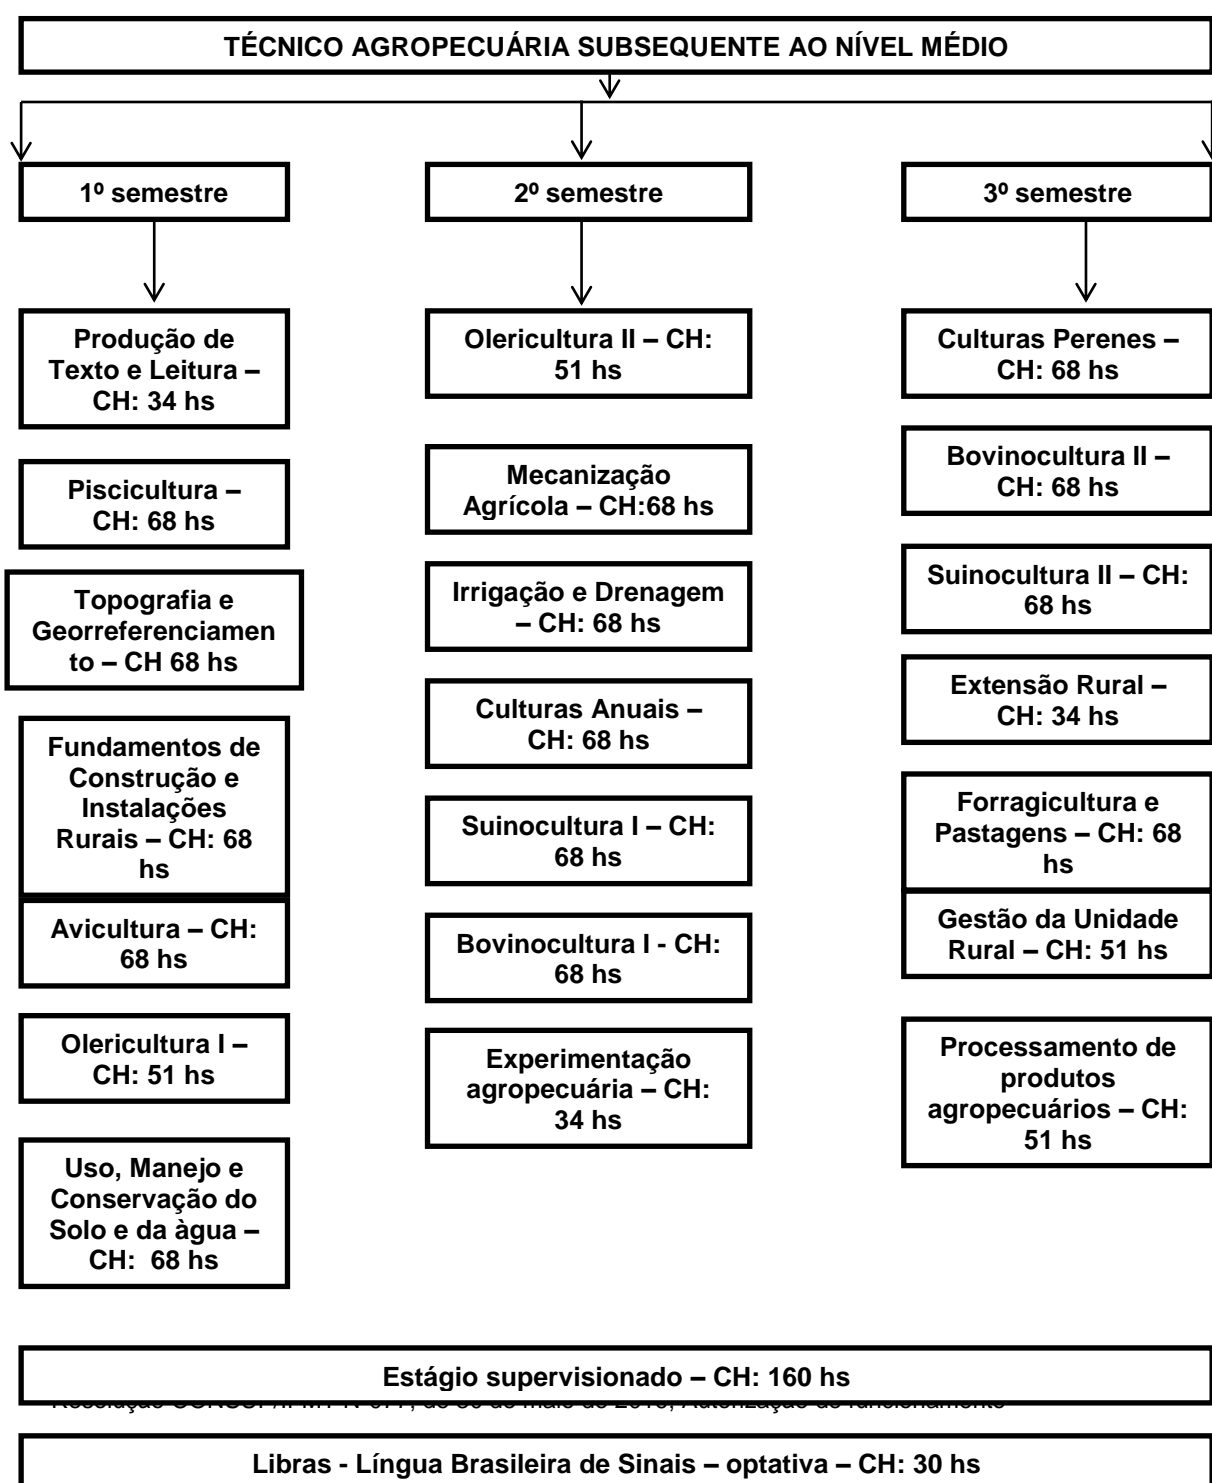 TÉCNICO AGROPECUÁRIA SUBSEQUENTE AO NÍVEL MÉDIO
1º semestre
Produção de
Texto e Leitura –
CH: 34 hs
Piscicultura –
CH: 68 hs
Topografia e
Georreferenciamen
to – CH 68 hs
Fundamentos de
Construção e
Instalações
Rurais – CH: 68
hs
Avicultura – CH:
68 hs
Olericultura I –
CH: 51 hs
Uso, Manejo e
Conservação do
Solo e da àgua –
CH:  68 hs
2º semestre
Olericultura II – CH:
51 hs
Mecanização
Agrícola – CH:68 hs
Irrigação e Drenagem
– CH: 68 hs
Culturas Anuais –
CH: 68 hs
Suinocultura I – CH:
68 hs
Bovinocultura I - CH:
68 hs
Experimentação
agropecuária – CH:
34 hs
3º semestre
Culturas Perenes –
CH: 68 hs
Bovinocultura II –
CH: 68 hs
Suinocultura II – CH:
68 hs
Extensão Rural –
CH: 34 hs
Forragicultura e
Pastagens – CH: 68
hs
Gestão da Unidade
Rural – CH: 51 hs
Processamento de
produtos
agropecuários – CH:
51 hs
Estágio supervisionado – CH: 160 hs
Libras - Língua Brasileira de Sinais – optativa – CH: 30 hs